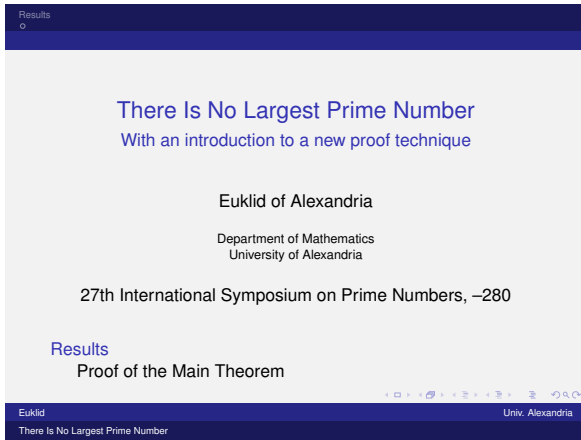 Results
There Is No Largest Prime Number
With an introduction to a new proof technique
Euklid of Alexandria
Department of Mathematics
University of Alexandria
27th International Symposium on Prime Numbers, –280
Results
Proof of the Main Theorem
Euklid Univ. Alexandria
There Is No Largest Prime Number